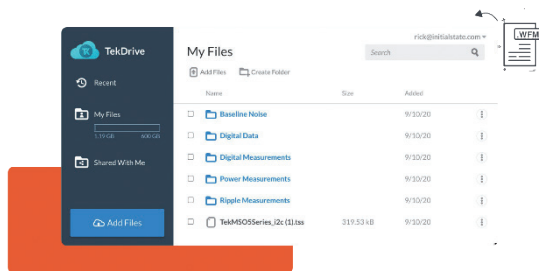 rick@initialstate.com
TekDrive
My Files
Search
WFM
Add Files
Create Folder
Recent
Name
Size
Added
My Files
Baseline Noise
9/10/20
1.19 GB
600 GB
Digital Data
9/10/20
Shared With Me
Digital Measurements
9/10/20
Power Measurements
9/10/20
Ripple Measurements
9/10/20
Add Files
TekMSO5Series_i2c (1).tss
319.53 kB
9/10/20